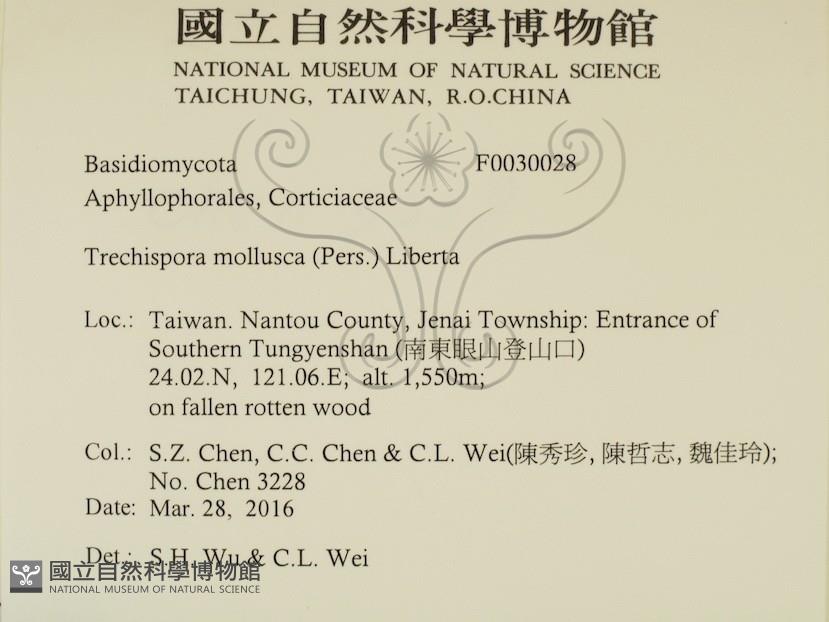 國立自然科學博物館
NATIONAL MUSEUM OF NATURAL SCIENCE
TAICHUNG, TAIWAN, R.O.CHINA
Basidiomycota F0030028
Aphyllophorales, Corticiaceae
Trechispora mollusca (Pers.) Liberta
Loc.: Taiwan. Nantou County, Jenai Township: Entrance of
Southern Tungyenshan (南東眼山登山口)
24.02.N, 121.06.E; alt. 1,550m;
on fallen rotten wood
Col.: S.Z. Chen, C.C. Chen & C.L. Wei(陳秀珍, 陳哲志, 魏佳玲);
No. Chen 3228
Date: Mar. 28, 2016
Det.: S.H. Wu & C.L. Wei
國立自然科學博物館
NATIONAL MUSEUM OF NATURAL SCIENCE